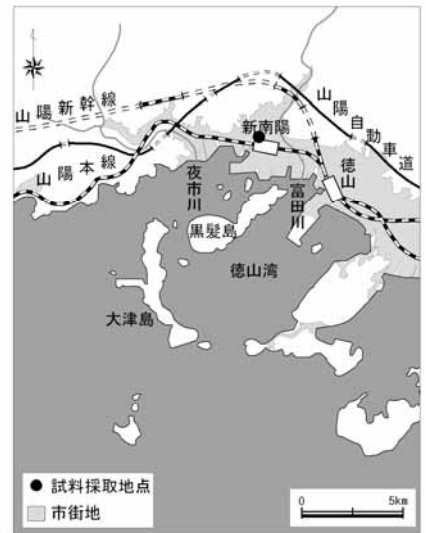 山陽新幹線
山陽自動車道
新南陽
山陽本線
徳山
夜市川
富田川
黒髪島
徳山湾
大津島
● 試料採取地点
市街地
0 5km